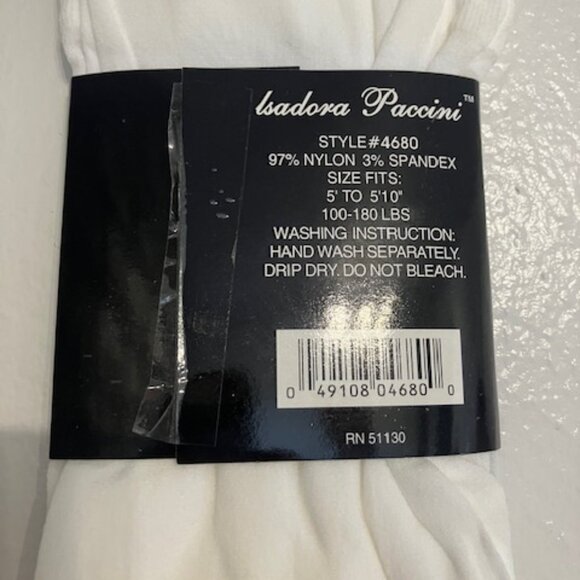 Isadora Paccini™
STYLE#4680
97% NYLON 3% SPANDEX
SIZE FITS:
5' TO 5'10"
100-180 LBS
WASHING INSTRUCTION:
HAND WASH SEPARATELY.
DRIP DRY. DO NOT BLEACH.
0 49108 04680 0
RN 51130